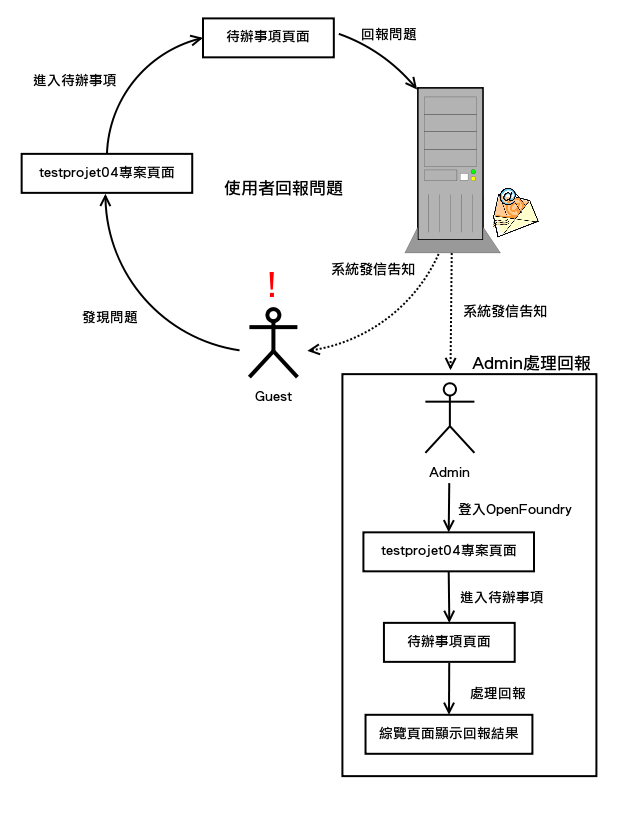 待辦事項頁面
回報問題
進入待辦事項
testprojet04專案頁面
使用者回報問題
@
@
!
發現問題
Guest
系統發信告知
系統發信告知
Admin處理回報
Admin
登入OpenFoundry
testprojet04專案頁面
進入待辦事項
待辦事項頁面
處理回報
綜覽頁面顯示回報結果